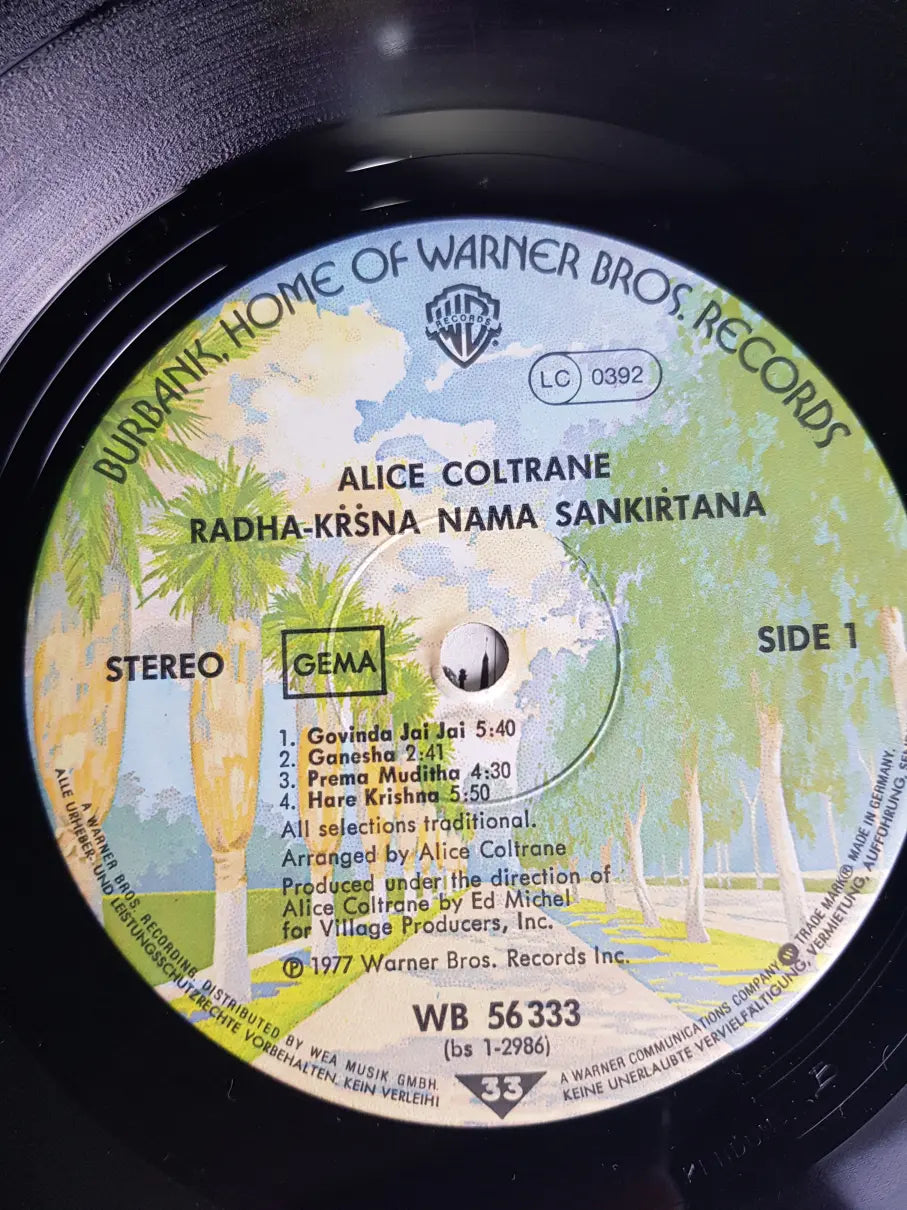 BURBANK, HOME OF WARNER BROS. RECORDS
W B
RECORDS
®
LC 0392
ALICE COLTRANE
RADHA-KṘṠNA NAMA SANKIṘTANA
STEREO
GEMA
SIDE 1
1. Govinda Jai Jai 5:40
2. Ganesha 2:41
3. Prema Muditha 4:30
4. Hare Krishna 5:50
All selections traditional.
Arranged by Alice Coltrane
Produced under the direction of
Alice Coltrane by Ed Michel
for Village Producers, Inc.
℗ 1977 Warner Bros. Records Inc.
WB 56 333
(bs 1-2986)
33
A WARNER BROS. RECORDING DISTRIBUTED BY WEA MUSIK GMBH.
A WARNER COMMUNICATIONS COMPANY TRADE MARK® MADE IN GERMANY.
ALLE URHEBER- UND LEISTUNGSSCHUTZRECHTE VORBEHALTEN. KEIN VERLEIH!
KEINE UNERLAUBTE VERVIELFÄLTIGUNG, VERMIETUNG, AUFFÜHRUNG,